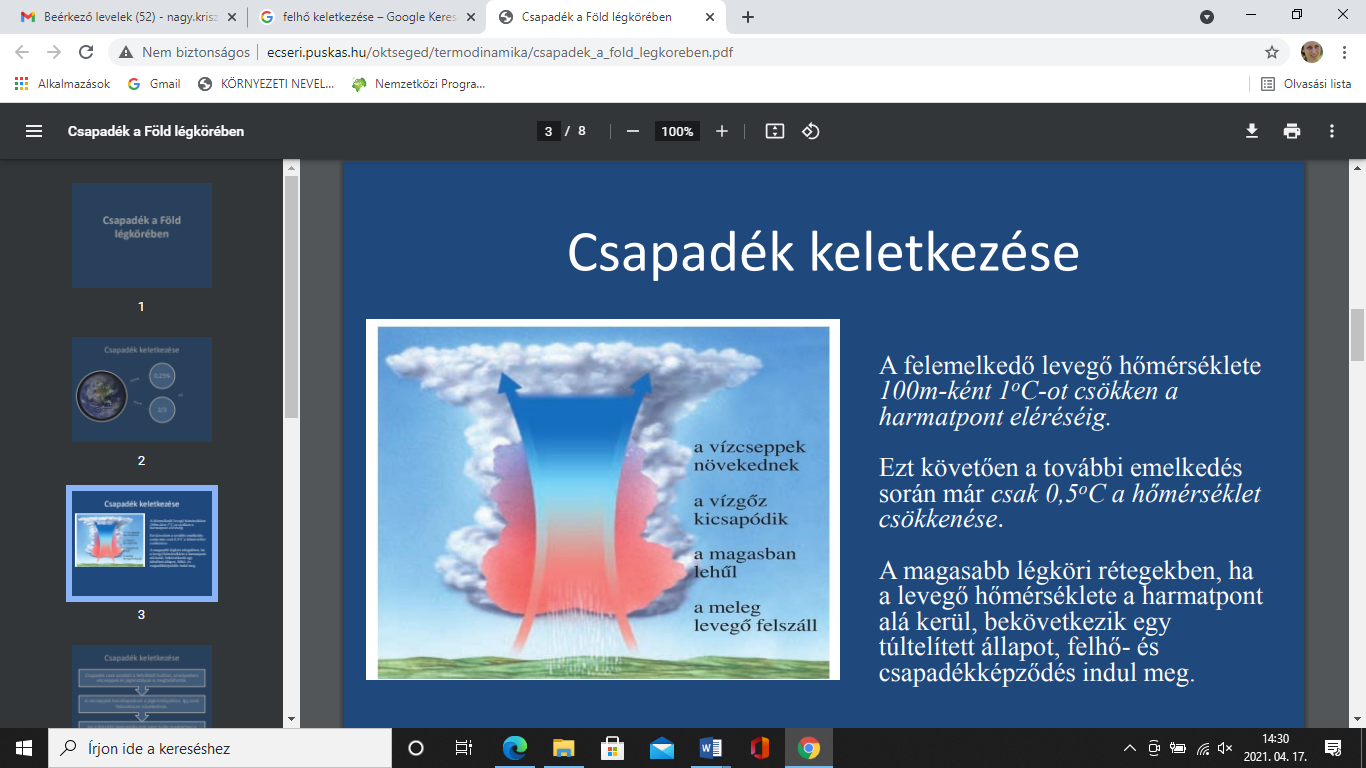 Beérkező levelek (52) - nagy.krisz
felhő keletkezése – Google Keres
Csapadék a Föld légkörében
Nem biztonságos
ecseri.puskas.hu/oktseged/termodinamika/csapadek_a_fold_legkoreben.pdf
Alkalmazások
Gmail
KÖRNYEZETI NEVEL...
Nemzetközi Progra...
Olvasási lista
Csapadék a Föld légkörében
3 / 8
100%
Csapadék a Föld
légkörében
1
Csapadék keletkezése
0,25%
2/3
2
Csapadék keletkezése
3
Csapadék keletkezése
Csapadék keletkezése
a vízcseppek
növekednek
a vízgőz
kicsapódik
a magasban
lehűl
a meleg
levegő felszáll
A felemelkedő levegő hőmérséklete
100m-ként 1°C-ot csökken a
harmatpont eléréséig.
Ezt követően a további emelkedés
során már csak 0,5°C a hőmérséklet
csökkenése.
A magasabb légköri rétegekben, ha
a levegő hőmérséklete a harmatpont
alá kerül, bekövetkezik egy
túltelített állapot, felhő- és
csapadékképződés indul meg.
Írjon ide a kereséshez
14:30
2021. 04. 17.